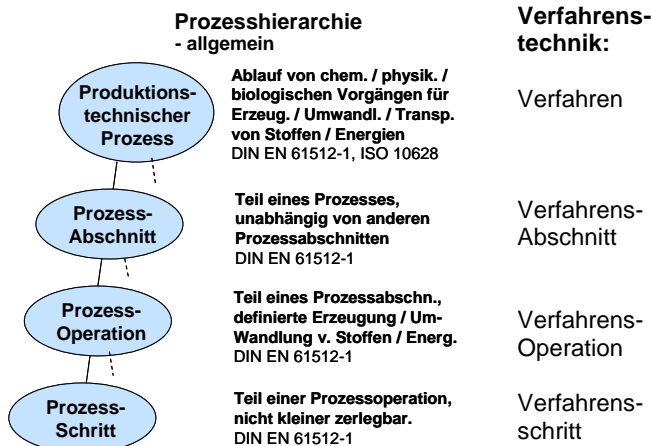 Prozesshierarchie
- allgemein
Verfahrens-
technik:
Produktions-
technischer
Prozess
Ablauf von chem. / physik. /
biologischen Vorgängen für
Erzeug. / Umwandl. / Transp.
von Stoffen / Energien
DIN EN 61512-1, ISO 10628
Verfahren
Prozess-
Abschnitt
Teil eines Prozesses,
unabhängig von anderen
Prozessabschnitten
DIN EN 61512-1
Verfahrens-
Abschnitt
Prozess-
Operation
Teil eines Prozessabschn.,
definierte Erzeugung / Um-
Wandlung v. Stoffen / Energ.
DIN EN 61512-1
Verfahrens-
Operation
Prozess-
Schritt
Teil einer Prozessoperation,
nicht kleiner zerlegbar.
DIN EN 61512-1
Verfahrens-
schritt